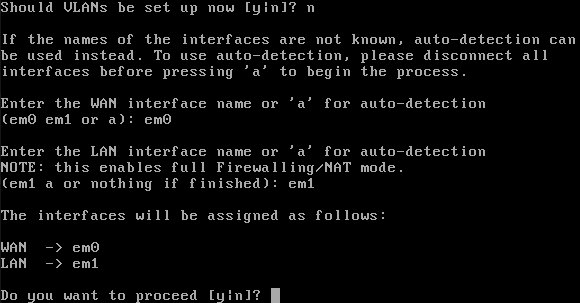 Should VLANs be set up now [y|n]? n
If the names of the interfaces are not known, auto-detection can
be used instead. To use auto-detection, please disconnect all
interfaces before pressing 'a' to begin the process.
Enter the WAN interface name or 'a' for auto-detection
(em0 em1 or a): em0
Enter the LAN interface name or 'a' for auto-detection
NOTE: this enables full Firewalling/NAT mode.
(em1 a or nothing if finished): em1
The interfaces will be assigned as follows:
WAN  -> em0
LAN  -> em1
Do you want to proceed [y|n]?